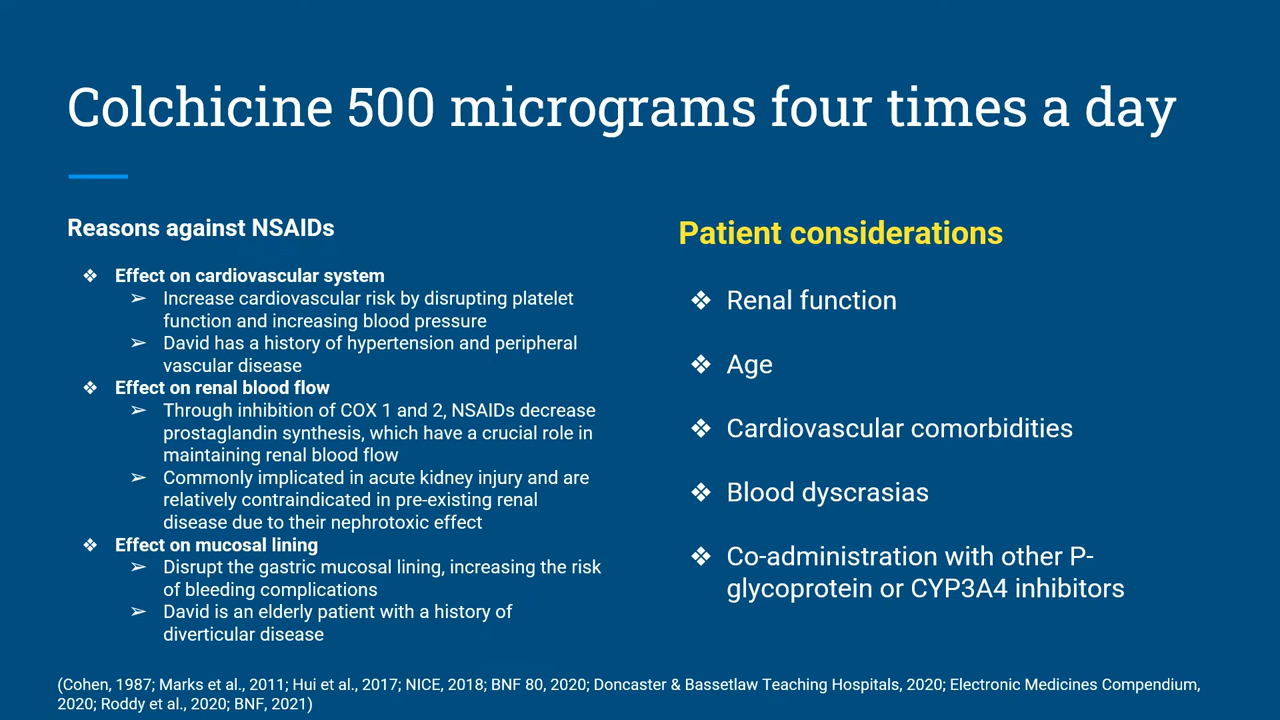 Colchicine 500 micrograms four times a day
Reasons against NSAIDs
❖ Effect on cardiovascular system
➢ Increase cardiovascular risk by disrupting platelet
function and increasing blood pressure
➢ David has a history of hypertension and peripheral
vascular disease
❖ Effect on renal blood flow
➢ Through inhibition of COX 1 and 2, NSAIDs decrease
prostaglandin synthesis, which have a crucial role in
maintaining renal blood flow
➢ Commonly implicated in acute kidney injury and are
relatively contraindicated in pre-existing renal
disease due to their nephrotoxic effect
❖ Effect on mucosal lining
➢ Disrupt the gastric mucosal lining, increasing the risk
of bleeding complications
➢ David is an elderly patient with a history of
diverticular disease
Patient considerations
❖ Renal function
❖ Age
❖ Cardiovascular comorbidities
❖ Blood dyscrasias
❖ Co-administration with other P-
glycoprotein or CYP3A4 inhibitors
(Cohen, 1987; Marks et al., 2011; Hui et al., 2017; NICE, 2018; BNF 80, 2020; Doncaster & Bassetlaw Teaching Hospitals, 2020; Electronic Medicines Compendium,
2020; Roddy et al., 2020; BNF, 2021)